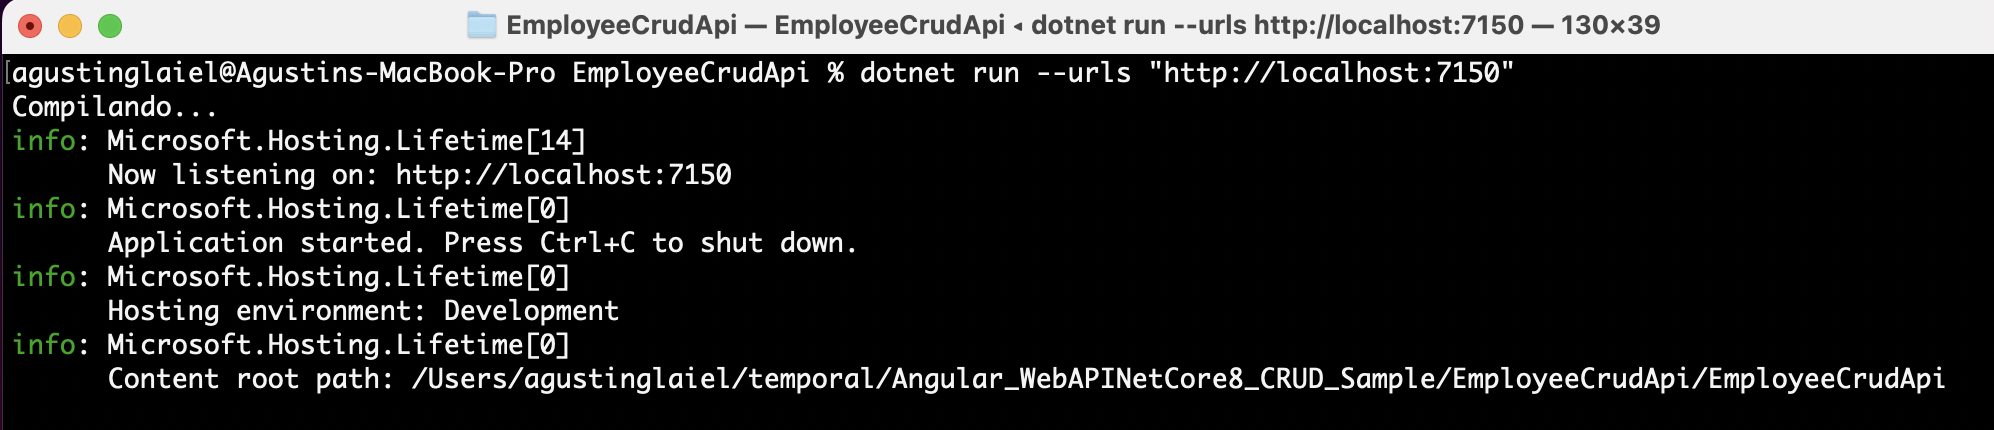 EmployeeCrudApi — EmployeeCrudApi ◂ dotnet run --urls http://localhost:7150 — 130×39
[agustinglaiel@Agustins-MacBook-Pro EmployeeCrudApi % dotnet run --urls "http://localhost:7150"
Compilando...
info: Microsoft.Hosting.Lifetime[14]
      Now listening on: http://localhost:7150
info: Microsoft.Hosting.Lifetime[0]
      Application started. Press Ctrl+C to shut down.
info: Microsoft.Hosting.Lifetime[0]
      Hosting environment: Development
info: Microsoft.Hosting.Lifetime[0]
      Content root path: /Users/agustinglaiel/temporal/Angular_WebAPINetCore8_CRUD_Sample/EmployeeCrudApi/EmployeeCrudApi